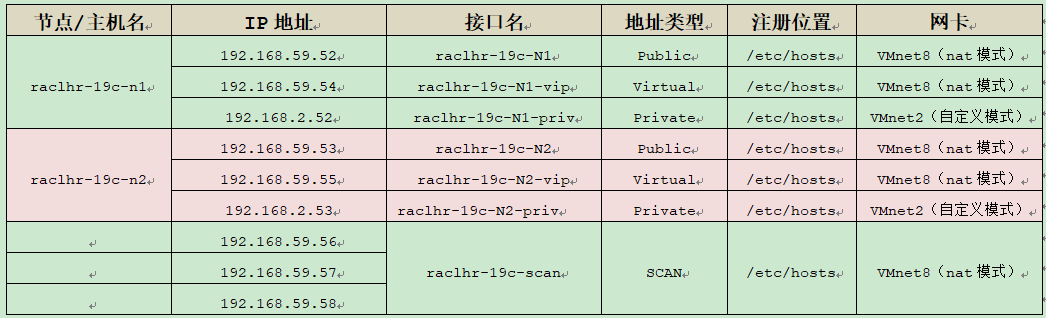 节点/主机名 IP 地址 接口名 地址类型 注册位置 网卡
raclhr-19c-n1 192.168.59.52 raclhr-19c-N1 Public /etc/hosts VMnet8（nat 模式）
192.168.59.54 raclhr-19c-N1-vip Virtual /etc/hosts VMnet8（nat 模式）
192.168.2.52 raclhr-19c-N1-priv Private /etc/hosts VMnet2（自定义模式）
raclhr-19c-n2 192.168.59.53 raclhr-19c-N2 Public /etc/hosts VMnet8（nat 模式）
192.168.59.55 raclhr-19c-N2-vip Virtual /etc/hosts VMnet8（nat 模式）
192.168.2.53 raclhr-19c-N2-priv Private /etc/hosts VMnet2（自定义模式）
192.168.59.56
192.168.59.57 raclhr-19c-scan SCAN /etc/hosts VMnet8（nat 模式）
192.168.59.58